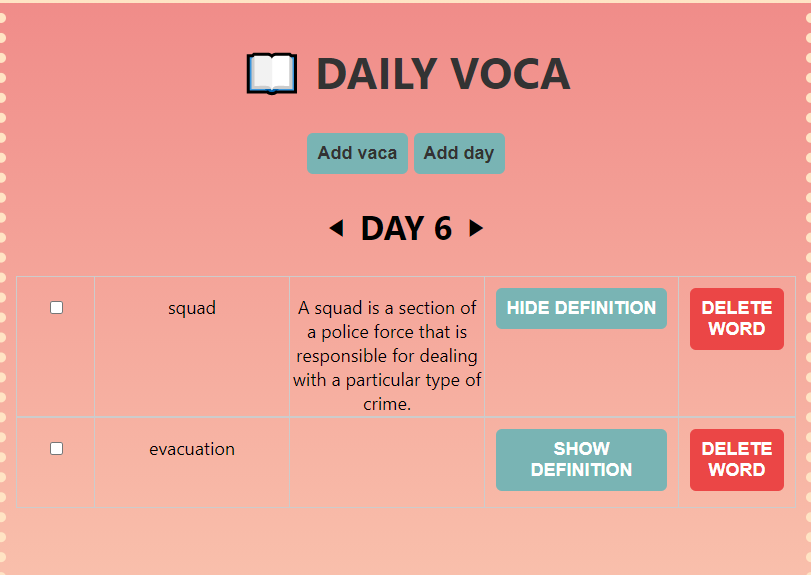 DAILY VOCA
Add vaca Add day
DAY 6
squad
A squad is a section of
a police force that is
responsible for dealing
with a particular type of
crime.
HIDE DEFINITION
DELETE
WORD
evacuation
SHOW
DEFINITION
DELETE
WORD